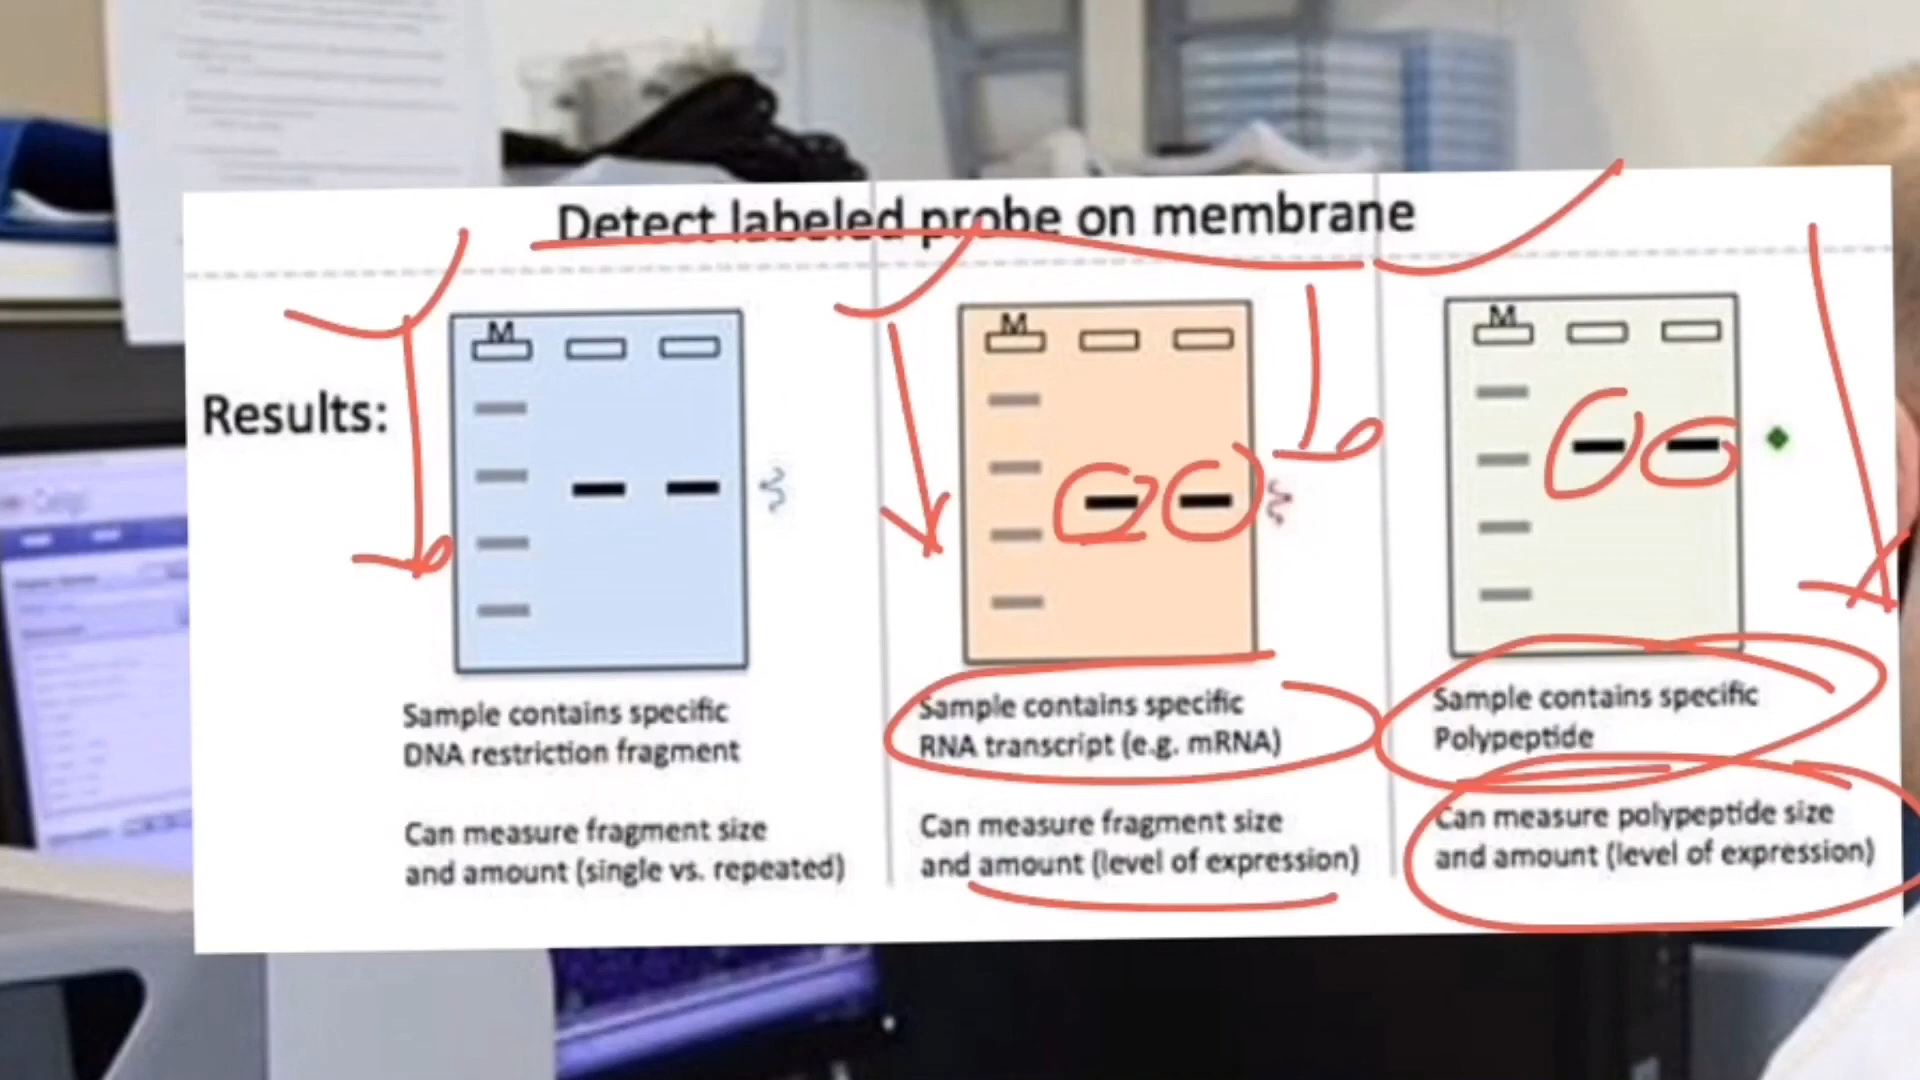 Detect labeled probe on membrane
Results:
M
M
M
Sample contains specific
DNA restriction fragment
Can measure fragment size
and amount (single vs. repeated)
Sample contains specific
RNA transcript (e.g. mRNA)
Can measure fragment size
and amount (level of expression)
Sample contains specific
Polypeptide
Can measure polypeptide size
and amount (level of expression)